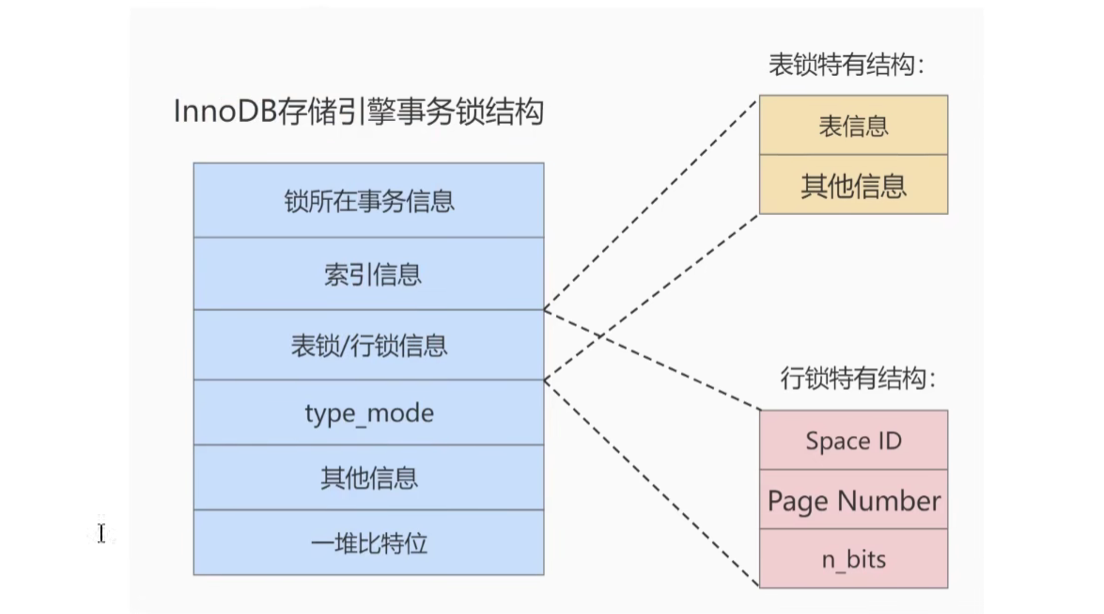 InnoDB存储引擎事务锁结构
锁所在事务信息
索引信息
表锁/行锁信息
type_mode
其他信息
一堆比特位
表锁特有结构：
表信息
其他信息
行锁特有结构：
Space ID
Page Number
n_bits